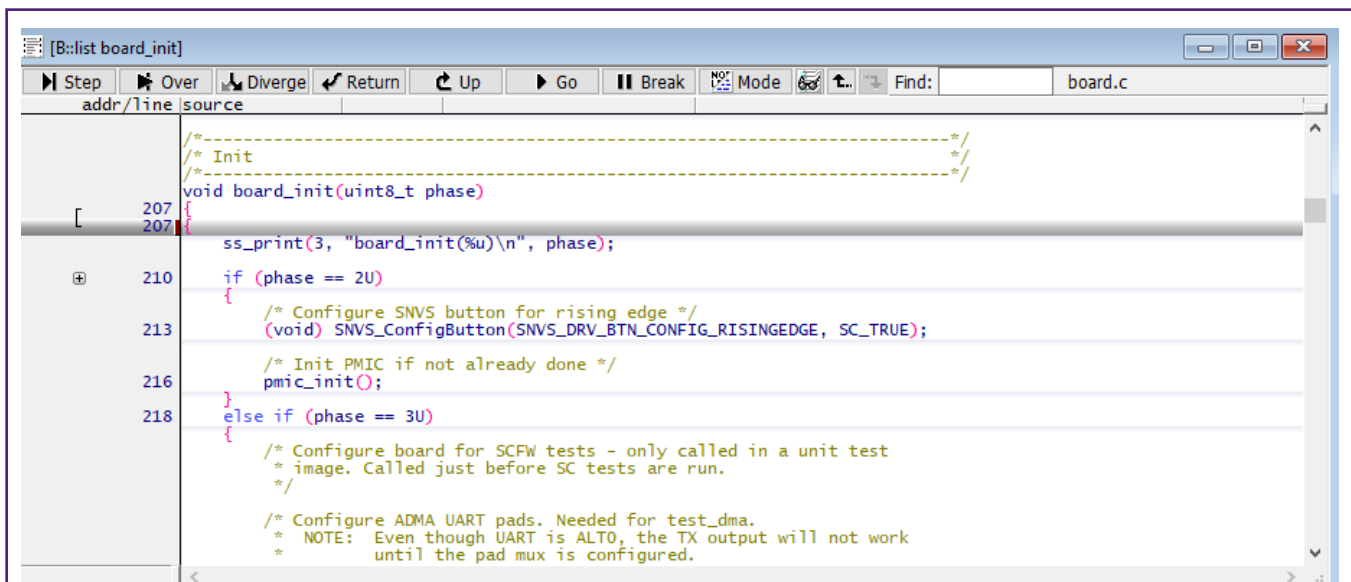 [B::list board_init]
Step Over Diverge Return Up Go Break Mode t.. Find: board.c
addr/line source
/*--------------------------------------------------------------------------*/
/* Init */
/*--------------------------------------------------------------------------*/
void board_init(uint8_t phase)
207 {
207 {
ss_print(3, "board_init(%u)\n", phase);
210 if (phase == 2U)
{
/* Configure SNVS button for rising edge */
213 (void) SNVS_ConfigButton(SNVS_DRV_BTN_CONFIG_RISINGEDGE, SC_TRUE);
/* Init PMIC if not already done */
216 pmic_init();
}
218 else if (phase == 3U)
{
/* Configure board for SCFW tests - only called in a unit test
* image. Called just before SC tests are run.
*/
/* Configure ADMA UART pads. Needed for test_dma.
* NOTE: Even though UART is ALT0, the TX output will not work
* until the pad mux is configured.